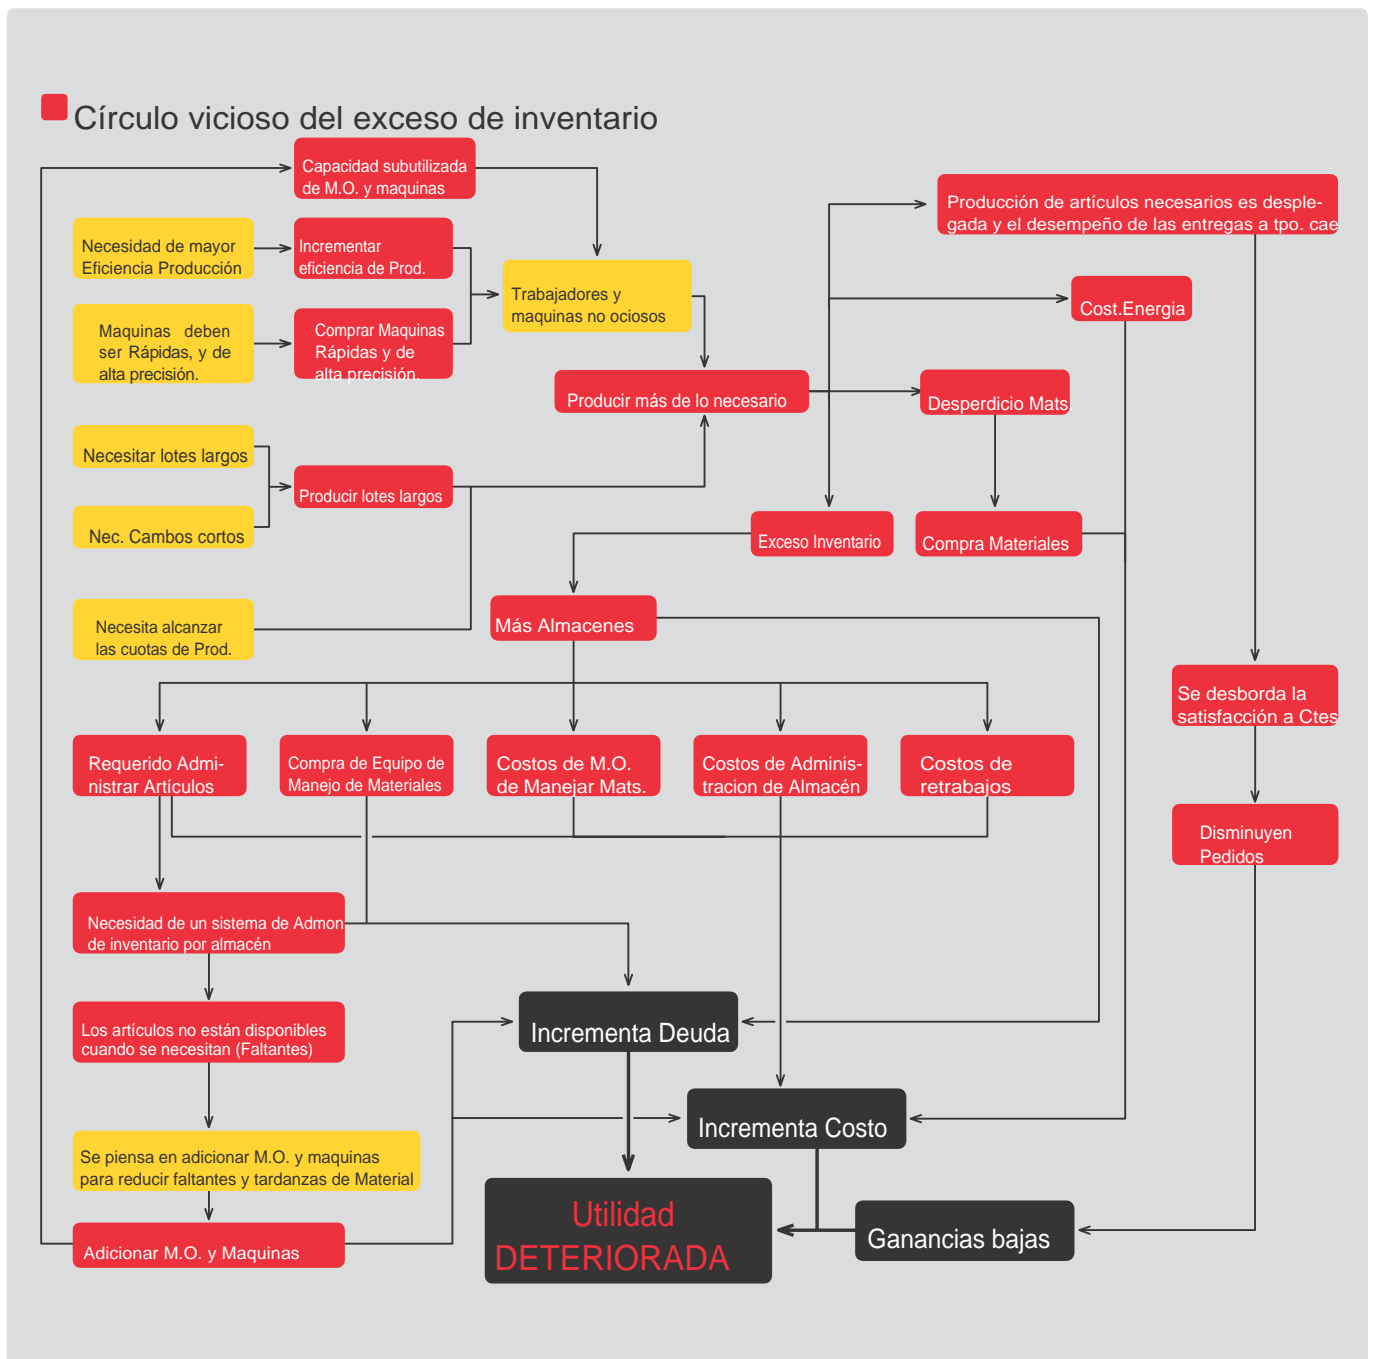 Círculo vicioso del exceso de inventario
Capacidad subutilizada
de M.O. y maquinas
Producción de artículos necesarios es desple-
gada y el desempeño de las entregas a tpo. cae
Necesidad de mayor
Eficiencia Producción
Incrementar
eficiencia de Prod.
Trabajadores y
maquinas no ociosos
Cost.Energia
Maquinas deben
ser Rápidas, y de
alta precisión.
Comprar Maquinas
Rápidas y de
alta precisión.
Producir más de lo necesario
Desperdicio Mats.
Necesitar lotes largos
Producir lotes largos
Nec. Cambos cortos
Exceso Inventario
Compra Materiales
Necesita alcanzar
las cuotas de Prod.
Más Almacenes
Se desborda la
satisfacción a Ctes
Requerido Admi-
nistrar Artículos
Compra de Equipo de
Manejo de Materiales
Costos de M.O.
de Manejar Mats.
Costos de Adminis-
tracion de Almacén
Costos de
retrabajos
Disminuyen
Pedidos
Necesidad de un sistema de Admon
de inventario por almacén
Los artículos no están disponibles
cuando se necesitan (Faltantes)
Incrementa Deuda
Incrementa Costo
Se piensa en adicionar M.O. y maquinas
para reducir faltantes y tardanzas de Material
Adicionar M.O. y Maquinas
Utilidad
DETERIORADA
Ganancias bajas